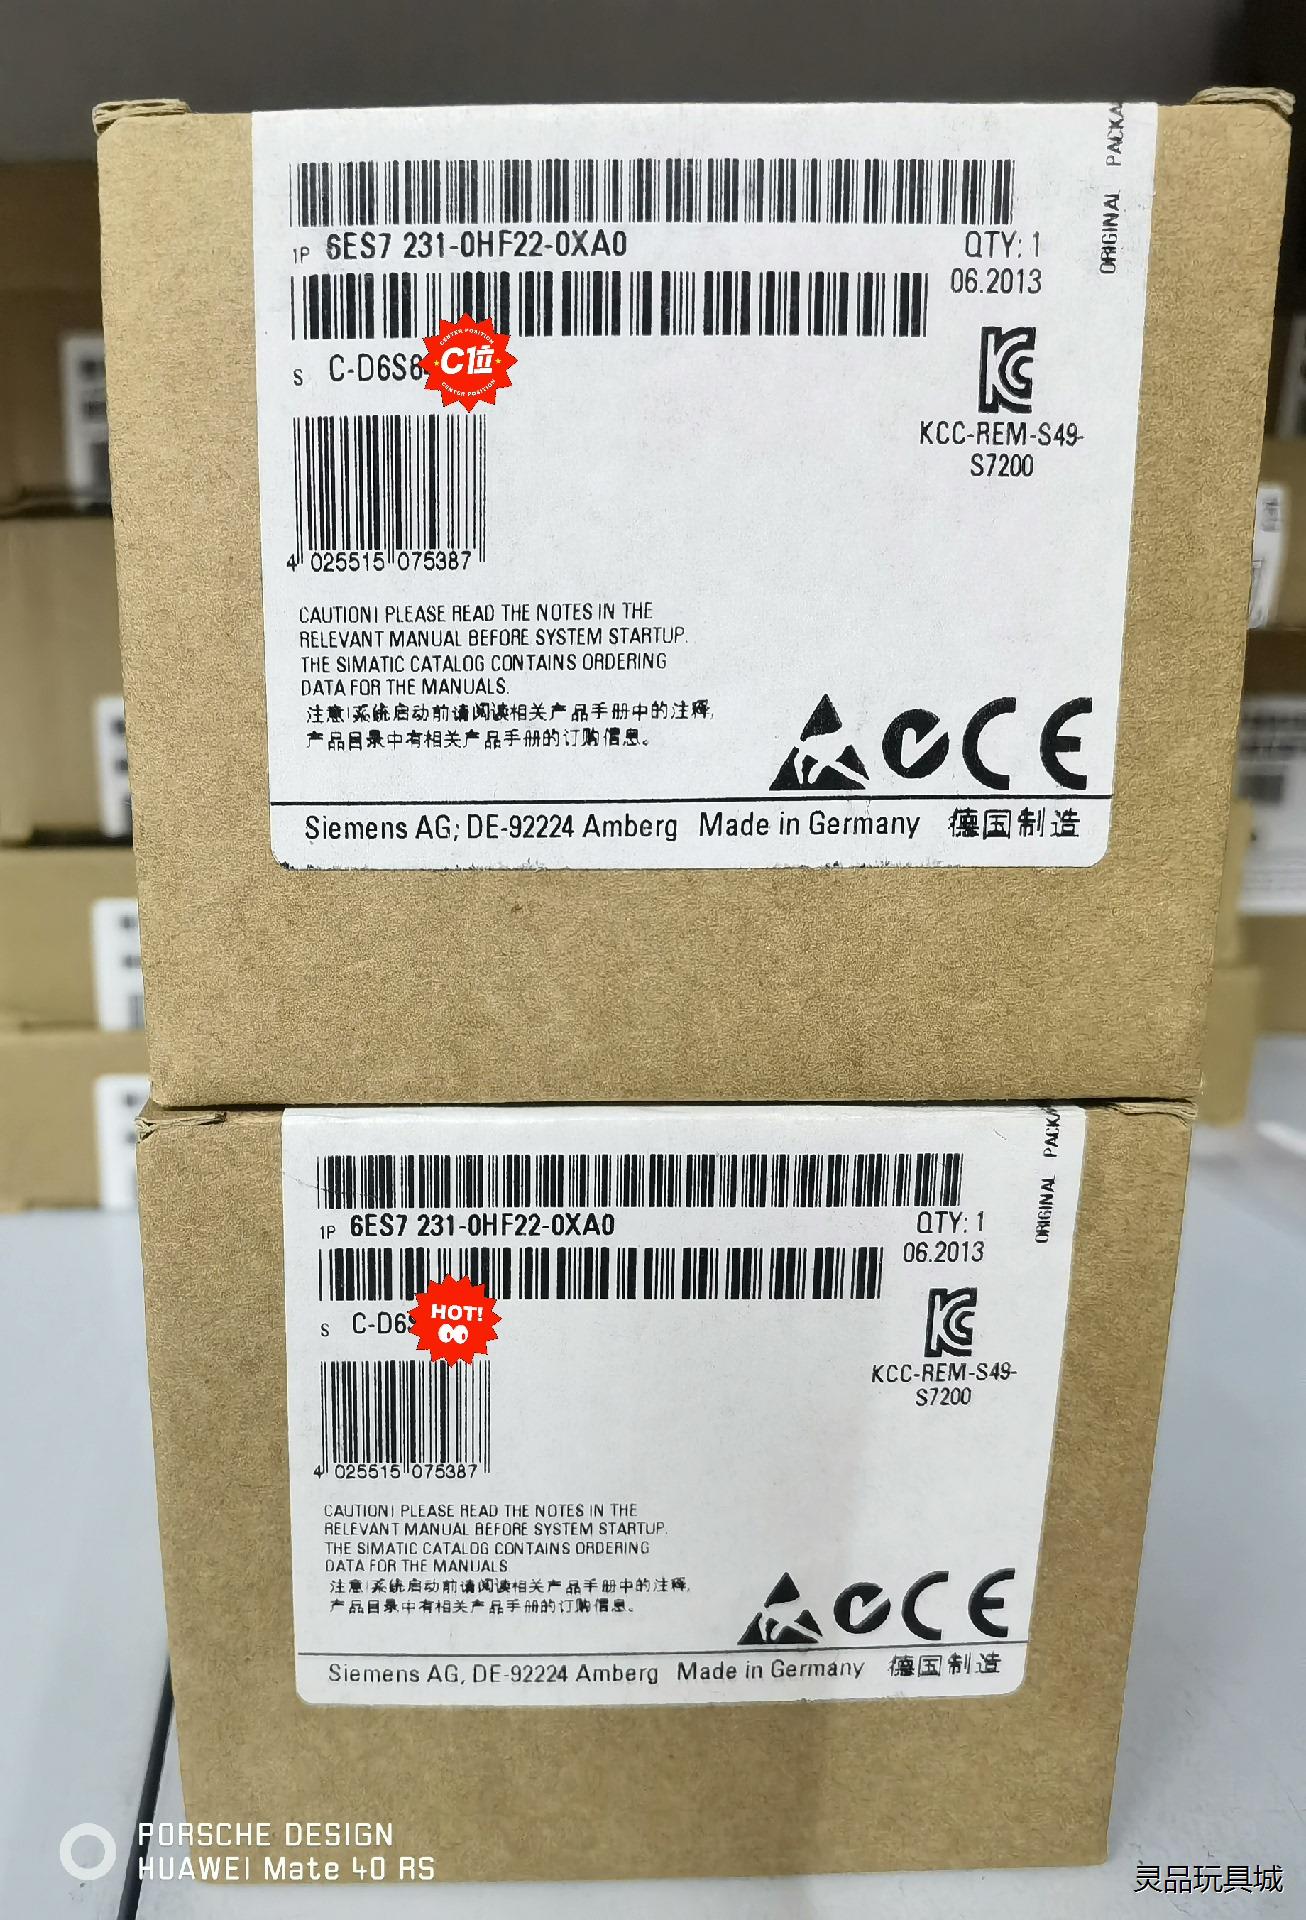 ORIGINAL PACKA
1P 6ES7 231-0HF22-0XA0
QTY: 1
06.2013
S C-D6S6
CENTER POSITION
C1位
CENTER POSITION
KC
KCC-REM-S49-
S7200
4 025515 075387
CAUTION! PLEASE READ THE NOTES IN THE
RELEVANT MANUAL BEFORE SYSTEM STARTUP.
THE SIMATIC CATALOG CONTAINS ORDERING
DATA FOR THE MANUALS.
注意!系统启动前请阅读相关产品手册中的注释,
产品目录中有相关产品手册的订购信息。
CE
Siemens AG; DE-92224 Amberg Made in Germany 德国制造
ORIGINAL PACKA
1P 6ES7 231-0HF22-0XA0
QTY: 1
06.2013
S C-D6S
HOT!
KC
KCC-REM-S49-
S7200
4 025515 075387
CAUTION! PLEASE READ THE NOTES IN THE
RELEVANT MANUAL BEFORE SYSTEM STARTUP.
THE SIMATIC CATALOG CONTAINS ORDERING
DATA FOR THE MANUALS
注意!系统启动前请阅读相关产品手册中的注释,
产品目录中有相关产品手册的订购信息。
CE
Siemens AG, DE-92224 Amberg Made in Germany 德国制造
PORSCHE DESIGN
HUAWEI Mate 40 RS
灵品玩具城